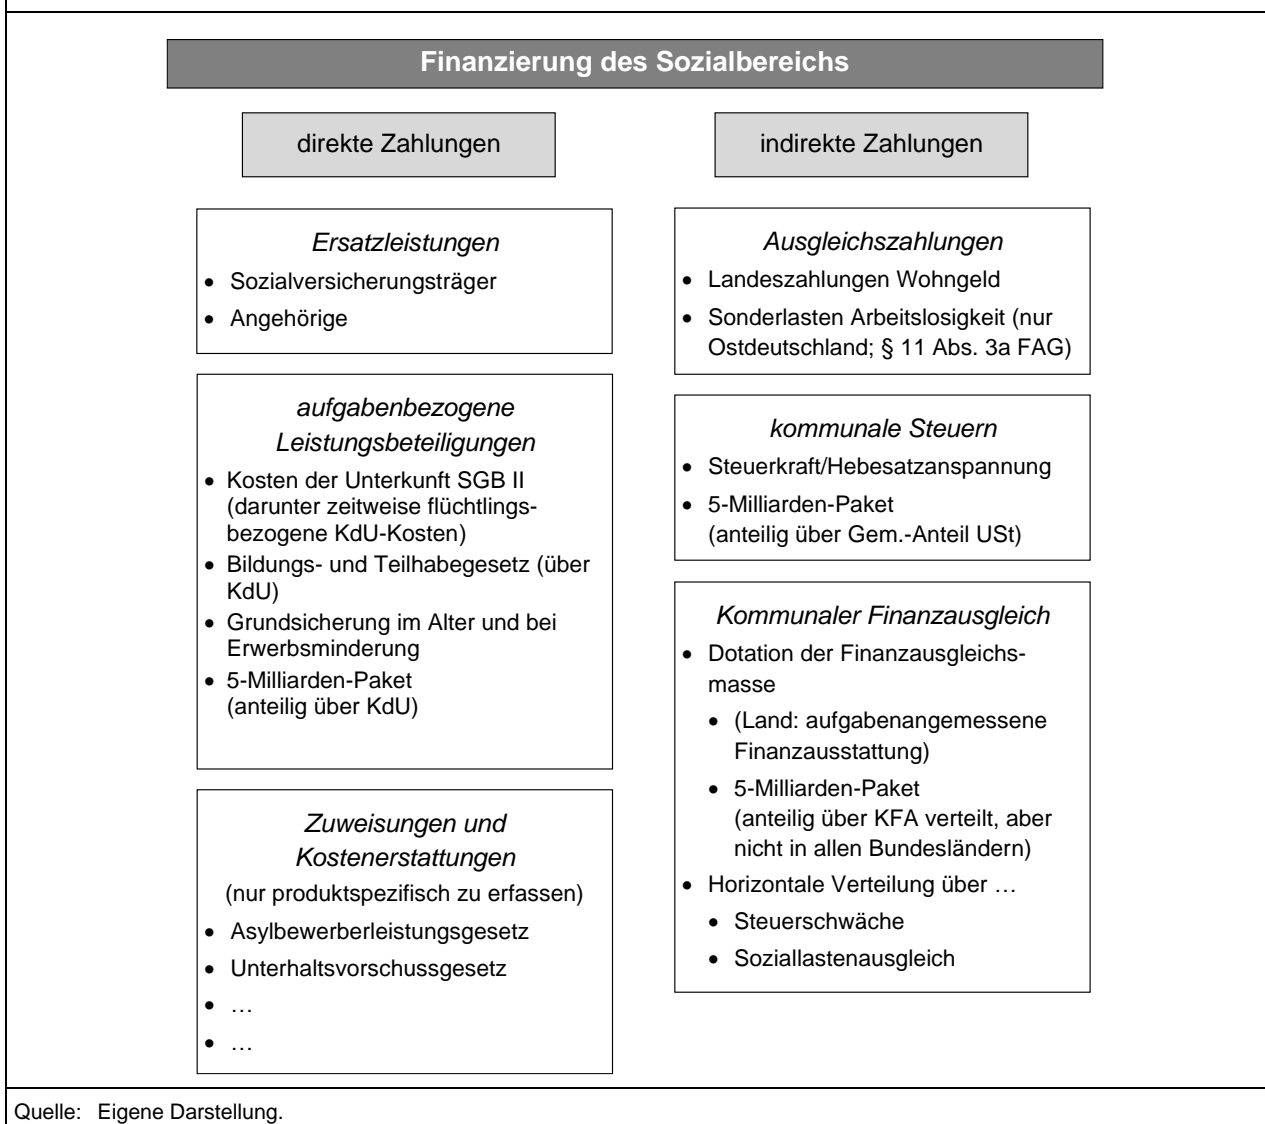 Finanzierung des Sozialbereichs
direkte Zahlungen
Ersatzleistungen
• Sozialversicherungsträger
• Angehörige
aufgabenbezogene
Leistungsbeteiligungen
• Kosten der Unterkunft SGB II
(darunter zeitweise flüchtlings-
bezogene KdU-Kosten)
• Bildungs- und Teilhabegesetz (über
KdU)
• Grundsicherung im Alter und bei
Erwerbsminderung
• 5-Milliarden-Paket
(anteilig über KdU)
Zuweisungen und
Kostenerstattungen
(nur produktspezifisch zu erfassen)
• Asylbewerberleistungsgesetz
• Unterhaltsvorschussgesetz
• …
• …
indirekte Zahlungen
Ausgleichszahlungen
• Landeszahlungen Wohngeld
• Sonderlasten Arbeitslosigkeit (nur
Ostdeutschland; § 11 Abs. 3a FAG)
kommunale Steuern
• Steuerkraft/Hebesatzanspannung
• 5-Milliarden-Paket
(anteilig über Gem.-Anteil USt)
Kommunaler Finanzausgleich
• Dotation der Finanzausgleichs-
masse
• (Land: aufgabenangemessene
Finanzausstattung)
• 5-Milliarden-Paket
(anteilig über KFA verteilt, aber
nicht in allen Bundesländern)
• Horizontale Verteilung über …
• Steuerschwäche
• Soziallastenausgleich
Quelle: Eigene Darstellung.